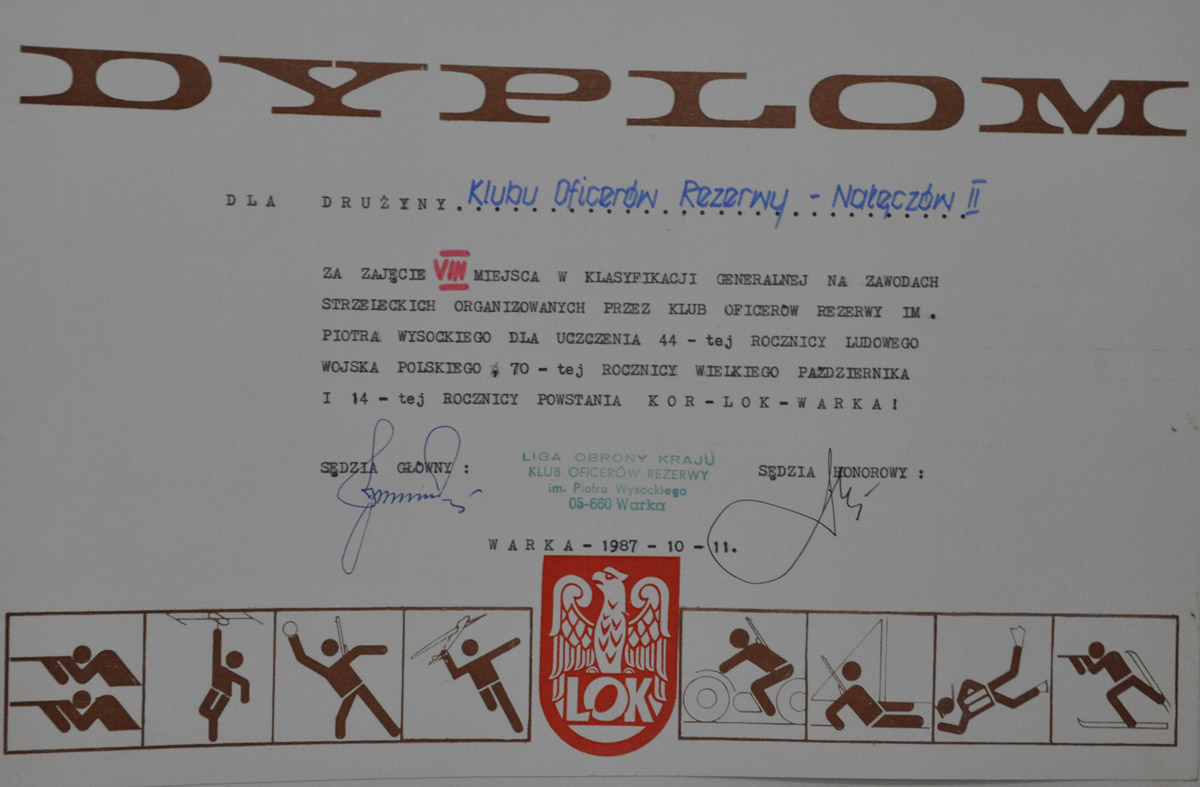 DYPLOM
DLA DRUŻYNY Klubu Oficerów Rezerwy - Nałęczów II
ZA ZAJĘCIE VIII MIEJSCA W KLASYFIKACJI GENERALNEJ NA ZAWODACH
STRZELECKICH ORGANIZOWANYCH PRZEZ KLUB OFICERÓW REZERWY IM.
PIOTRA WYSOCKIEGO DLA UCZCZENIA 44 - tej ROCZNICY LUDOWEGO
WOJSKA POLSKIEGO, 70 - tej ROCZNICY WIELKIEGO PAŹDZIERNIKA
I 14 - tej ROCZNICY POWSTANIA KOR-LOK-WARKA!
SĘDZIA GŁÓWNY :
LIGA OBRONY KRAJU
KLUB OFICERÓW REZERWY
im. Piotra Wysockiego
05-660 Warka
SĘDZIA HONOROWY :
WARKA - 1987 - 10 - 11.
LOK